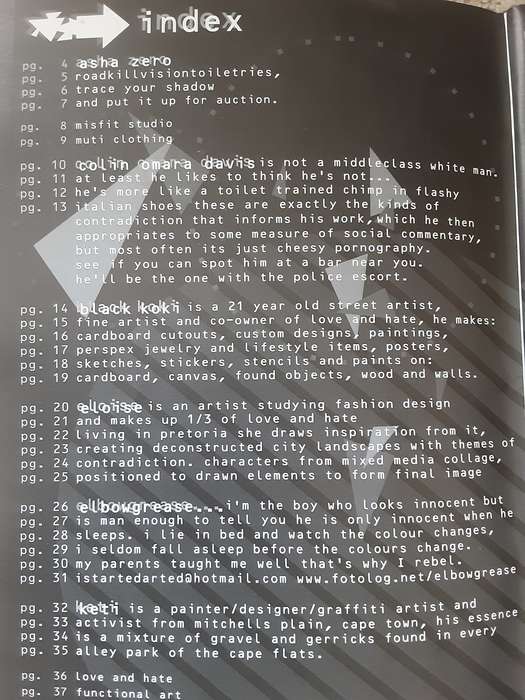 index
pg. 4 asha zero
pg. 5 roadkillvisiontoiletries,
pg. 6 trace your shadow
pg. 7 and put it up for auction.
pg. 8 misfit studio
pg. 9 muti clothing
pg. 10 colin omara davis is not a middleclass white man.
pg. 11 at least he likes to think he's not...
pg. 12 he's more like a toilet trained chimp in flashy
pg. 13 italian shoes these are exactly the kinds of
contradiction that informs his work, which he then
appropriates to some measure of social commentary,
but most often its just cheesy pornography.
see if you can spot him at a bar near you.
he'll be the one with the police escort.
pg. 14 black koki is a 21 year old street artist,
pg. 15 fine artist and co-owner of love and hate, he makes:
pg. 16 cardboard cutouts, custom designs, paintings,
pg. 17 perspex jewelry and lifestyle items, posters,
pg. 18 sketches, stickers, stencils and paints on:
pg. 19 cardboard, canvas, found objects, wood and walls.
pg. 20 eloise is an artist studying fashion design
pg. 21 and makes up 1/3 of love and hate
pg. 22 living in pretoria she draws inspiration from it,
pg. 23 creating deconstructed city landscapes with themes of
pg. 24 contradiction. characters from mixed media collage,
pg. 25 positioned to drawn elements to form final image
pg. 26 elbowgrease...i'm the boy who looks innocent but
pg. 27 is man enough to tell you he is only innocent when he
pg. 28 sleeps. i lie in bed and watch the colour changes,
pg. 29 i seldom fall asleep before the colours change.
pg. 30 my parents taught me well that's why I rebel.
pg. 31 istartedarted@hotmail.com www.fotolog.net/elbowgrease
pg. 32 keti is a painter/designer/graffiti artist and
pg. 33 activist from mitchells plain, cape town, his essence
pg. 34 is a mixture of gravel and gerricks found in every
pg. 35 alley park of the cape flats.
pg. 36 love and hate
pg. 37 functional art